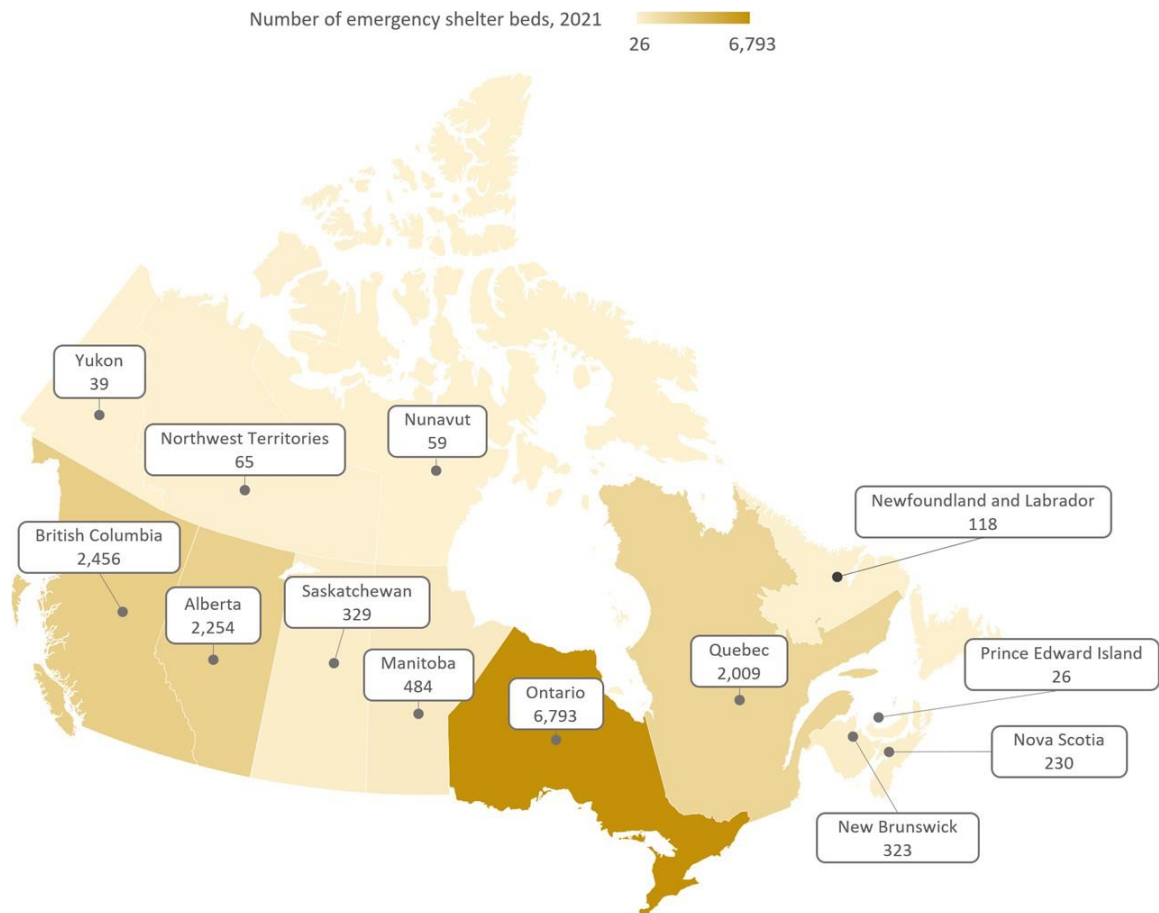 Number of emergency shelter beds, 2021
26 6,793
Yukon
39
Northwest Territories
65
Nunavut
59
Newfoundland and Labrador
118
British Columbia
2,456
Alberta
2,254
Saskatchewan
329
Manitoba
484
Ontario
6,793
Quebec
2,009
Prince Edward Island
26
Nova Scotia
230
New Brunswick
323